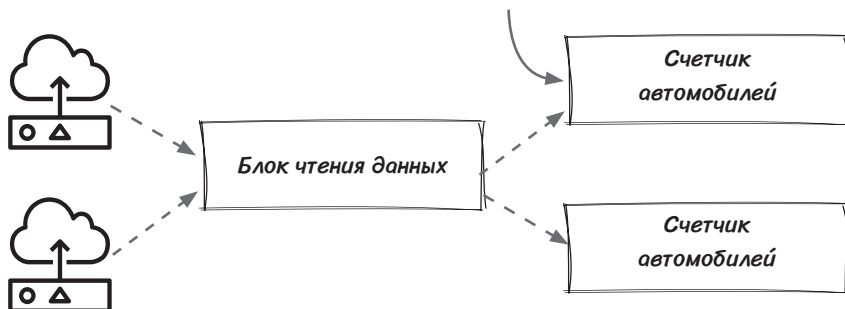 Счетчик
автомобилей
Блок чтения данных
Счетчик
автомобилей